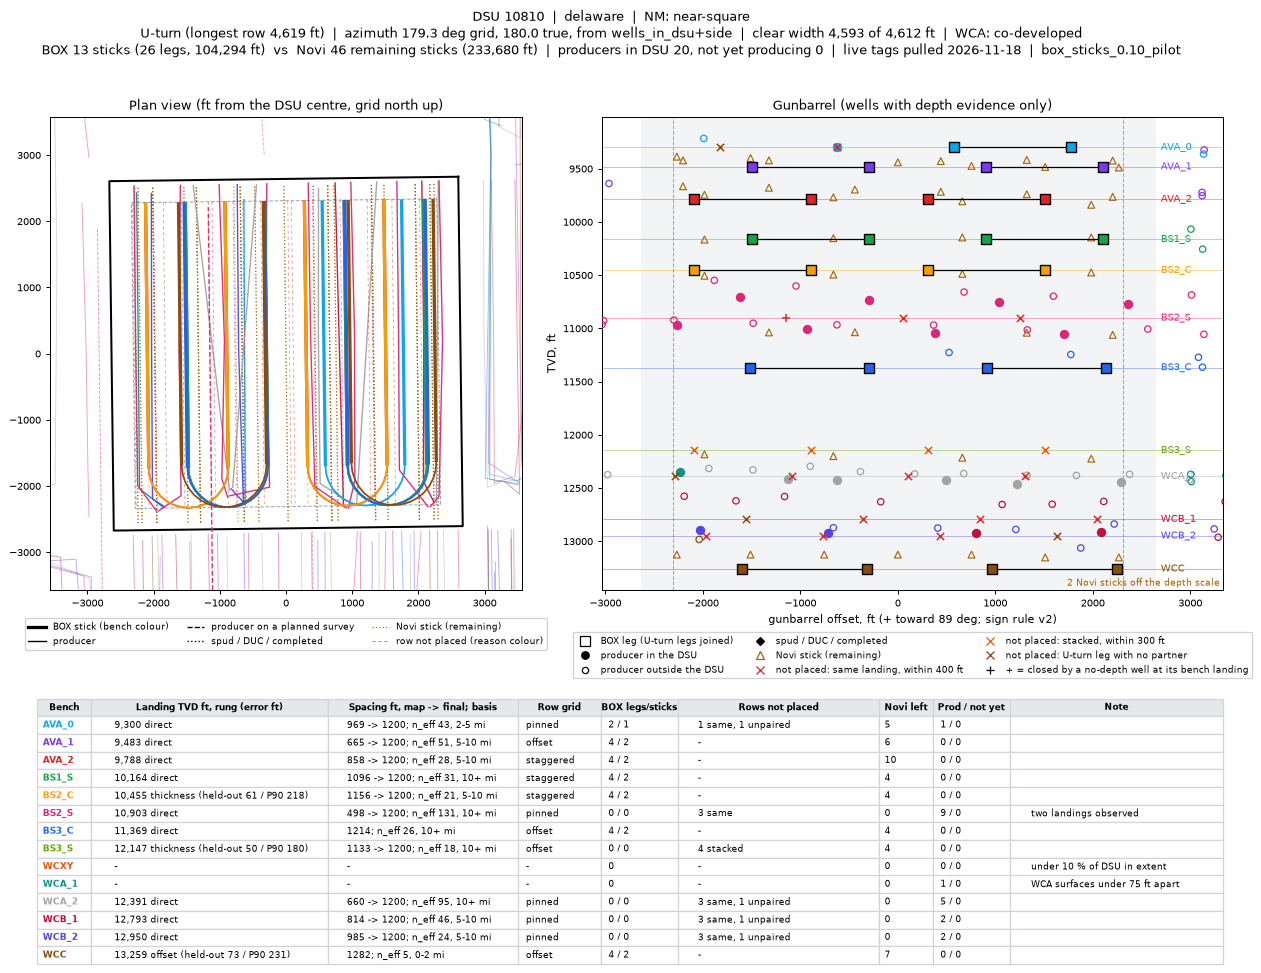 DSU 10810 | delaware | NM: near-square
U-turn (longest row 4,619 ft) | azimuth 179.3 deg grid, 180.0 true, from wells_in_dsu+side | clear width 4,593 of 4,612 ft | WCA: co-developed
BOX 13 sticks (26 legs, 104,294 ft) vs Novi 46 remaining sticks (233,680 ft) | producers in DSU 20, not yet producing 0 | live tags pulled 2026-11-18 | box_sticks_0.10_pilot
Plan view (ft from the DSU centre, grid north up)
3000
2000
1000
0
−1000
−2000
−3000
−3000 −2000 −1000 0 1000 2000 3000
BOX stick (bench colour)
producer
producer on a planned survey
spud / DUC / completed
Novi stick (remaining)
row not placed (reason colour)
Gunbarrel (wells with depth evidence only)
TVD, ft
9500
10000
10500
11000
11500
12000
12500
13000
AVA_0
AVA_1
AVA_2
BS1_S
BS2_C
BS2_S
BS3_C
BS3_S
WCA_2
WCB_1
WCB_2
WCC
2 Novi sticks off the depth scale
−3000 −2000 −1000 0 1000 2000 3000
gunbarrel offset, ft (+ toward 89 deg; sign rule v2)
BOX leg (U-turn legs joined)
producer in the DSU
producer outside the DSU
spud / DUC / completed
Novi stick (remaining)
not placed: same landing, within 400 ft
not placed: stacked, within 300 ft
not placed: U-turn leg with no partner
+ = closed by a no-depth well at its bench landing
Bench Landing TVD ft, rung (error ft) Spacing ft, map -> final; basis Row grid BOX legs/sticks Rows not placed Novi left Prod / not yet Note
AVA_0 9,300 direct 969 -> 1200; n_eff 43, 2-5 mi pinned 2 / 1 1 same, 1 unpaired 5 1 / 0
AVA_1 9,483 direct 665 -> 1200; n_eff 51, 5-10 mi offset 4 / 2 - 6 0 / 0
AVA_2 9,788 direct 858 -> 1200; n_eff 28, 5-10 mi staggered 4 / 2 - 10 0 / 0
BS1_S 10,164 direct 1096 -> 1200; n_eff 31, 10+ mi staggered 4 / 2 - 4 0 / 0
BS2_C 10,455 thickness (held-out 61 / P90 218) 1156 -> 1200; n_eff 21, 5-10 mi staggered 4 / 2 - 4 0 / 0
BS2_S 10,903 direct 498 -> 1200; n_eff 131, 10+ mi pinned 0 / 0 3 same 0 9 / 0 two landings observed
BS3_C 11,369 direct 1214; n_eff 26, 10+ mi offset 4 / 2 - 4 0 / 0
BS3_S 12,147 thickness (held-out 50 / P90 180) 1133 -> 1200; n_eff 18, 10+ mi offset 0 / 0 4 stacked 4 0 / 0
WCXY - - 0 0 0 / 0 under 10 % of DSU in extent
WCA_1 - - 0 0 1 / 0 WCA surfaces under 75 ft apart
WCA_2 12,391 direct 660 -> 1200; n_eff 95, 10+ mi pinned 0 / 0 3 same, 1 unpaired 0 5 / 0
WCB_1 12,793 direct 814 -> 1200; n_eff 46, 5-10 mi pinned 0 / 0 3 same, 1 unpaired 0 2 / 0
WCB_2 12,950 direct 985 -> 1200; n_eff 24, 5-10 mi pinned 0 / 0 3 same, 1 unpaired 0 2 / 0
WCC 13,259 offset (held-out 73 / P90 231) 1282; n_eff 5, 0-2 mi offset 4 / 2 - 7 0 / 0